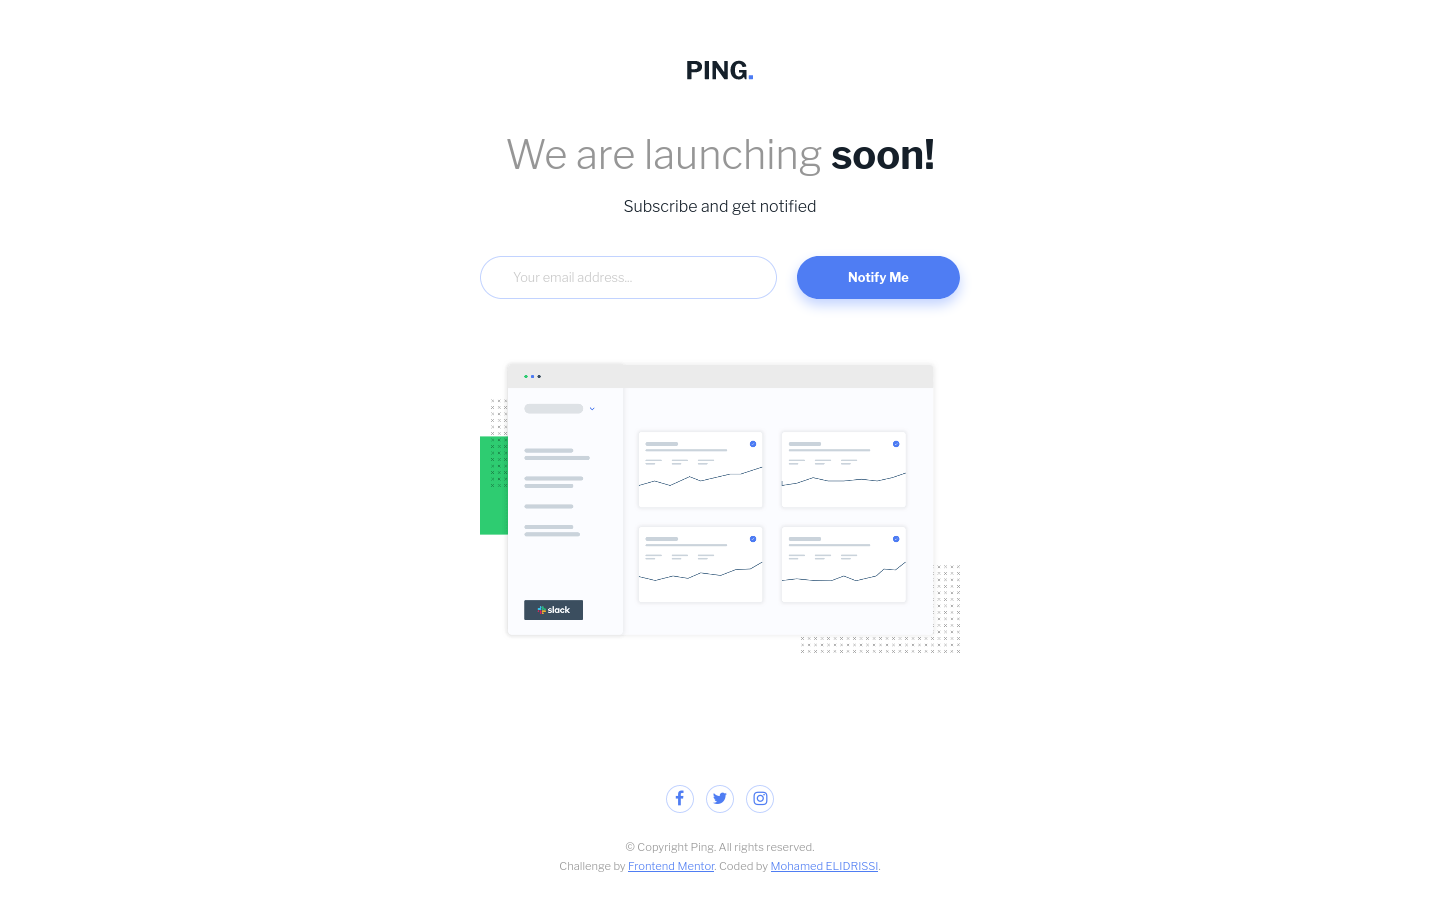 PING.
We are launching soon!
Subscribe and get notified
Your email address...
Notify Me
slack
© Copyright Ping. All rights reserved.
Challenge by Frontend Mentor. Coded by Mohamed ELIDRISSI.